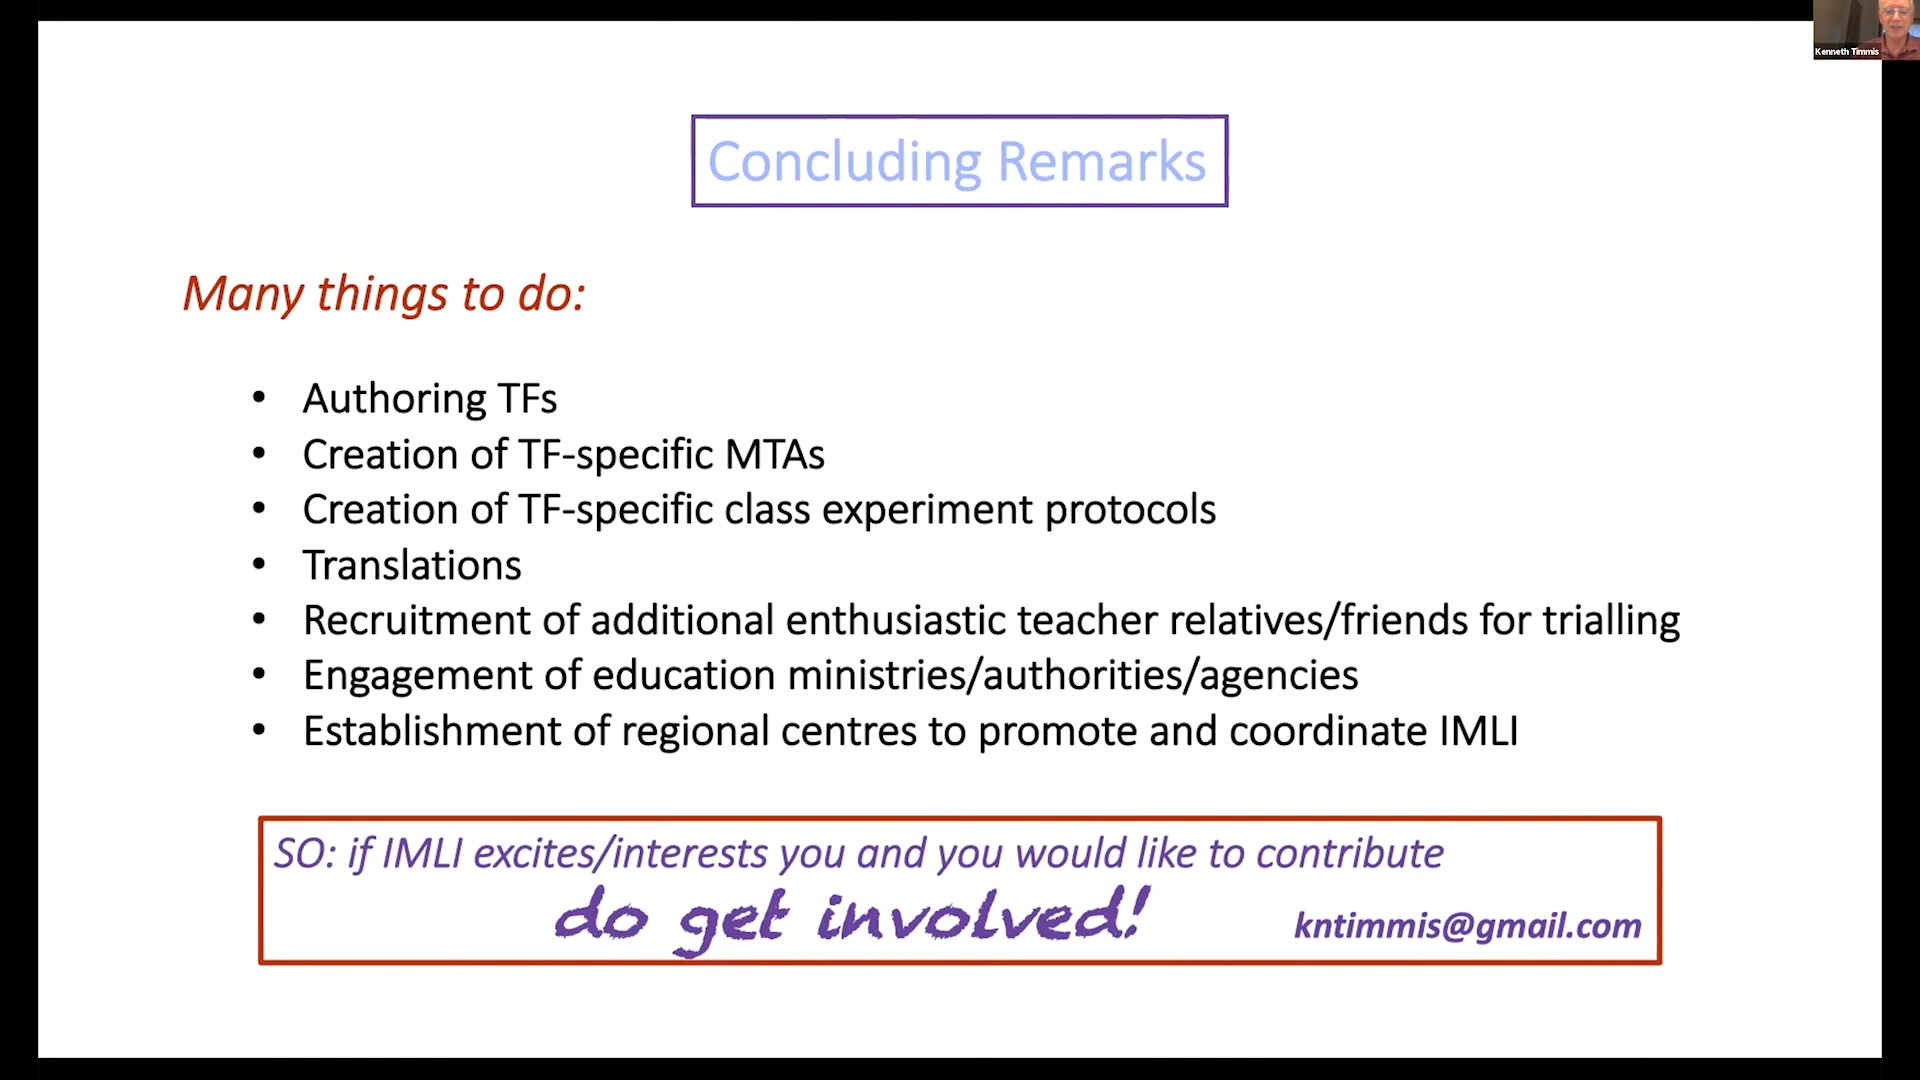 Kenneth Timmis
Concluding Remarks
Many things to do:
• Authoring TFs
• Creation of TF-specific MTAs
• Creation of TF-specific class experiment protocols
• Translations
• Recruitment of additional enthusiastic teacher relatives/friends for trialling
• Engagement of education ministries/authorities/agencies
• Establishment of regional centres to promote and coordinate IMLI
SO: if IMLI excites/interests you and you would like to contribute
do get involved!
kntimmis@gmail.com